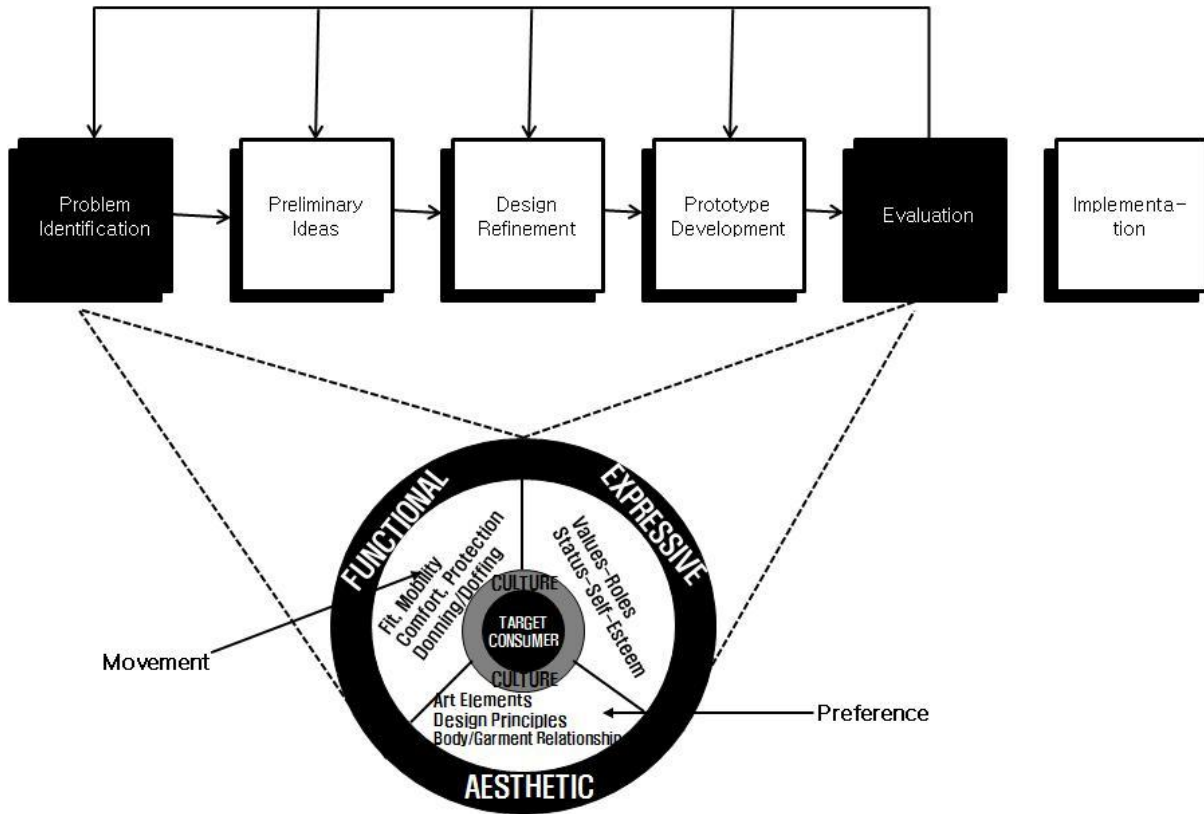 Problem
Identification
Preliminary
Ideas
Design
Refinement
Prototype
Development
Evaluation
Implementa-
tion
FUNCTIONAL
EXPRESSIVE
Fit, Mobility
Comfort, Protection
Donning/Doffing
Values-Roles
Status-Self-Esteem
CULTURE
TARGET
CONSUMER
CULTURE
Movement
Art Elements
Design Principles
Body/Garment Relationship
Preference
AESTHETIC